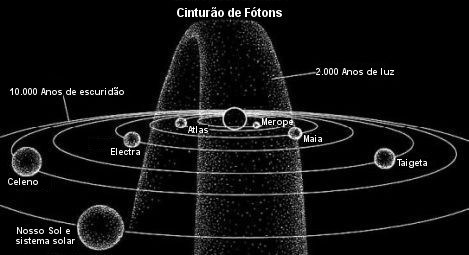 Cinturão de Fótons
2.000 Anos de luz
10.000 Anos de escuridão
Merope
Atlas
Maia
Electra
Taigeta
Celeno
Nosso Sol e
sistema solar